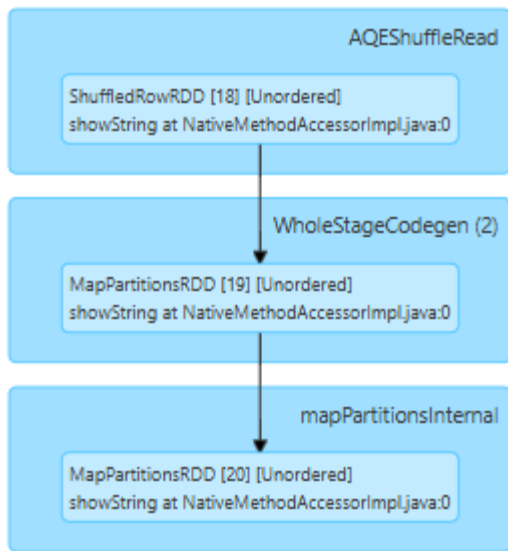 AQEShuffleRead
ShuffledRowRDD [18] [Unordered]
showString at NativeMethodAccessorImpl.java:0
WholeStageCodegen (2)
MapPartitionsRDD [19] [Unordered]
showString at NativeMethodAccessorImpl.java:0
mapPartitionsInternal
MapPartitionsRDD [20] [Unordered]
showString at NativeMethodAccessorImpl.java:0